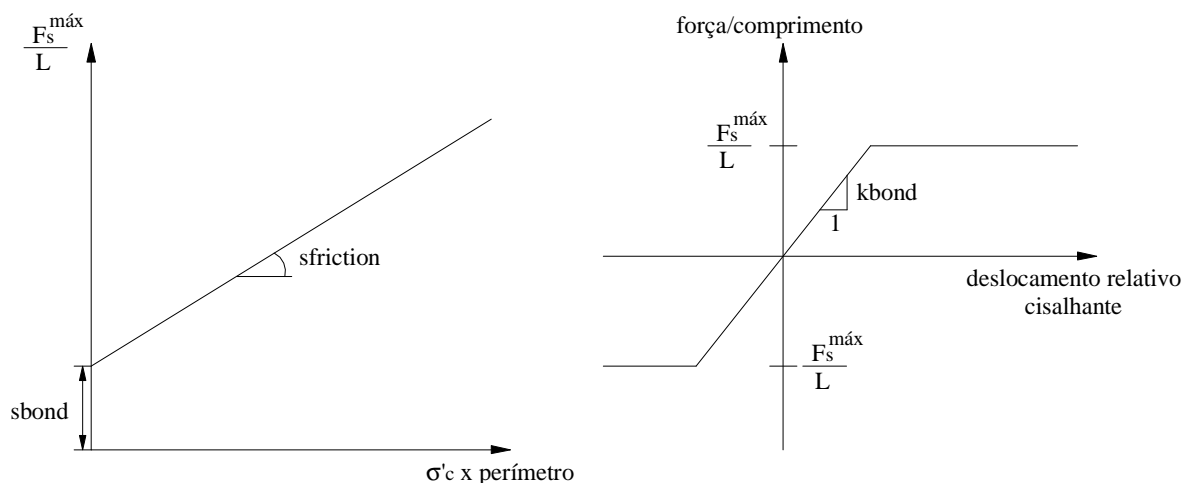 Fs^máx
L
sfriction
sbond
σ'c x perímetro
força/comprimento
Fs^máx
L
kbond
1
deslocamento relativo
cisalhante
Fs^máx
L